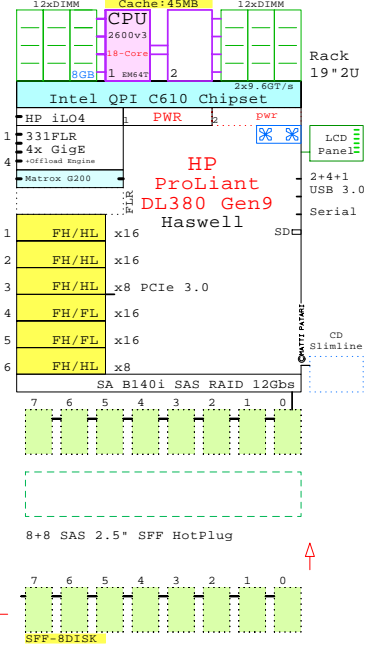 12xDIMM Cache:45MB 12xDIMM
CPU
2600v3
18-Core
8GB 1 EM64T 2
Rack
19"2U
2x9.6GT/s
Intel QPI C610 Chipset
HP iLO4 1 PWR 2 pwr
1 331FLR
4x GigE
4 +Offload Engine
Matrox G200
LCD
Panel
FLR
HP
ProLiant
DL380 Gen9
Haswell
2+4+1
USB 3.0
Serial
SD
1 FH/HL x16
2 FH/HL x16
3 FH/HL x8 PCIe 3.0
4 FH/FL x16
5 FH/FL x16
6 FH/HL x8
©MATTI PATARI
CD
Slimline
SA B140i SAS RAID 12Gbs
7 6 5 4 3 2 1 0
8+8 SAS 2.5" SFF HotPlug
7 6 5 4 3 2 1 0
SFF-8DISK